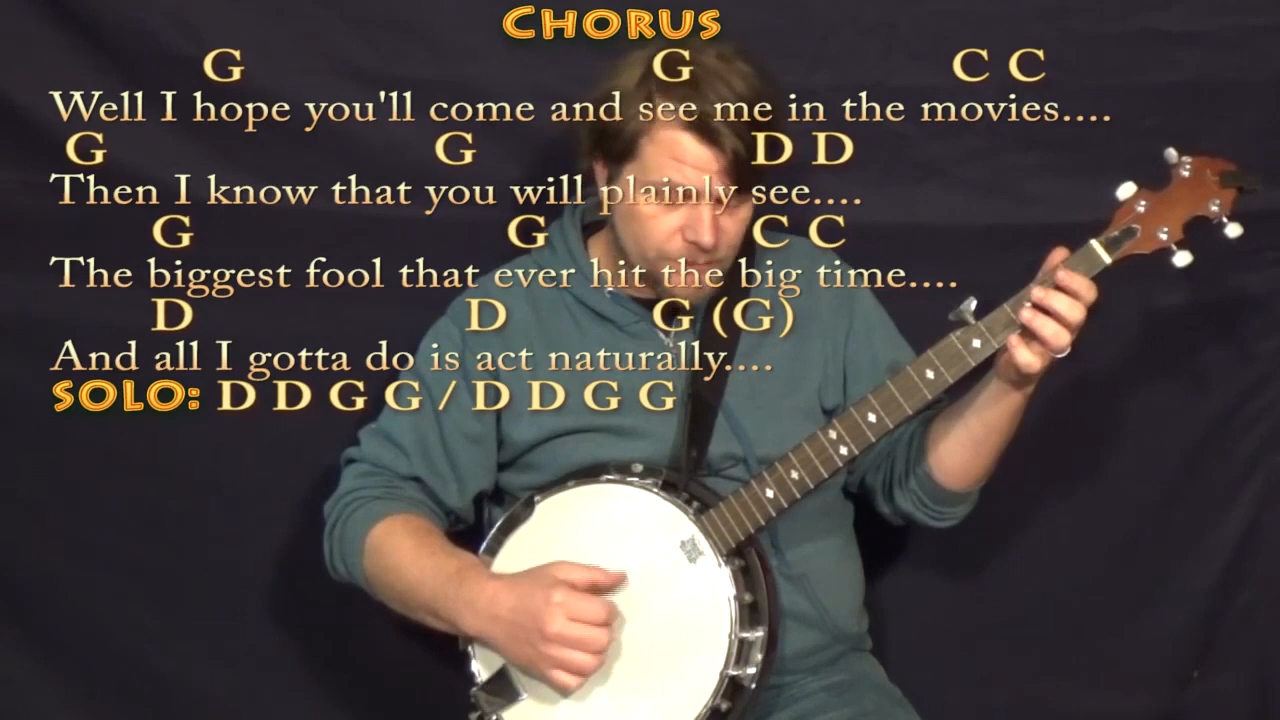 CHORUS
G G C C
Well I hope you'll come and see me in the movies....
G G D D
Then I know that you will plainly see....
G G C C
The biggest fool that ever hit the big time....
D D G (G)
And all I gotta do is act naturally....
SOLO: D D G G / D D G G